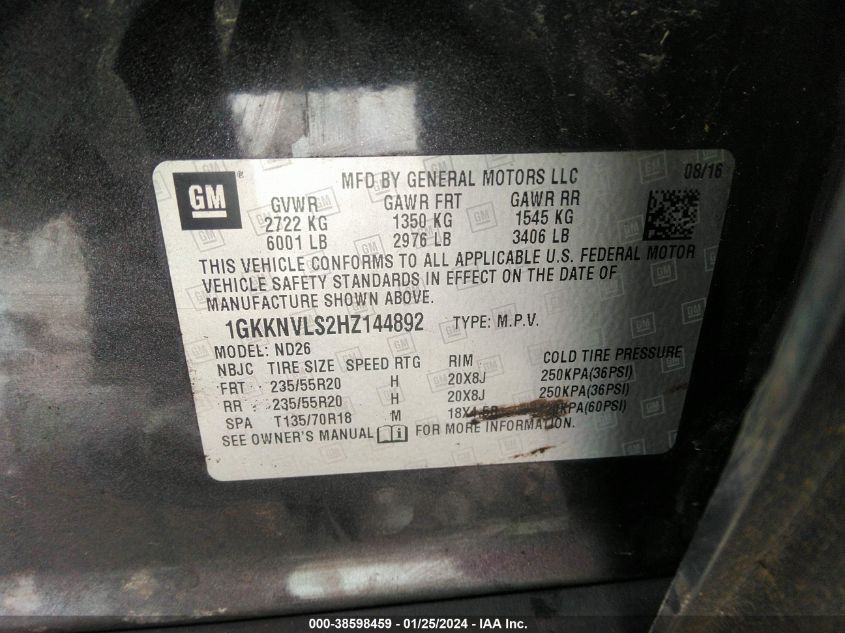 GM
®
MFD BY GENERAL MOTORS LLC 08/16
GVWR GAWR FRT GAWR RR
2722 KG 1350 KG 1545 KG
6001 LB 2976 LB 3406 LB
THIS VEHICLE CONFORMS TO ALL APPLICABLE U.S. FEDERAL MOTOR
VEHICLE SAFETY STANDARDS IN EFFECT ON THE DATE OF
MANUFACTURE SHOWN ABOVE.
1GKKNVLS2HZ144892 TYPE: M.P.V.
MODEL: ND26
NBJC TIRE SIZE SPEED RTG RIM COLD TIRE PRESSURE
FRT 235/55R20 H 20X8J 250KPA(36PSI)
RR 235/55R20 H 20X8J 250KPA(36PSI)
SPA T135/70R18 M
SEE OWNER'S MANUAL FOR MORE INFORMATION.
000-38598459 - 01/25/2024 - IAA Inc.